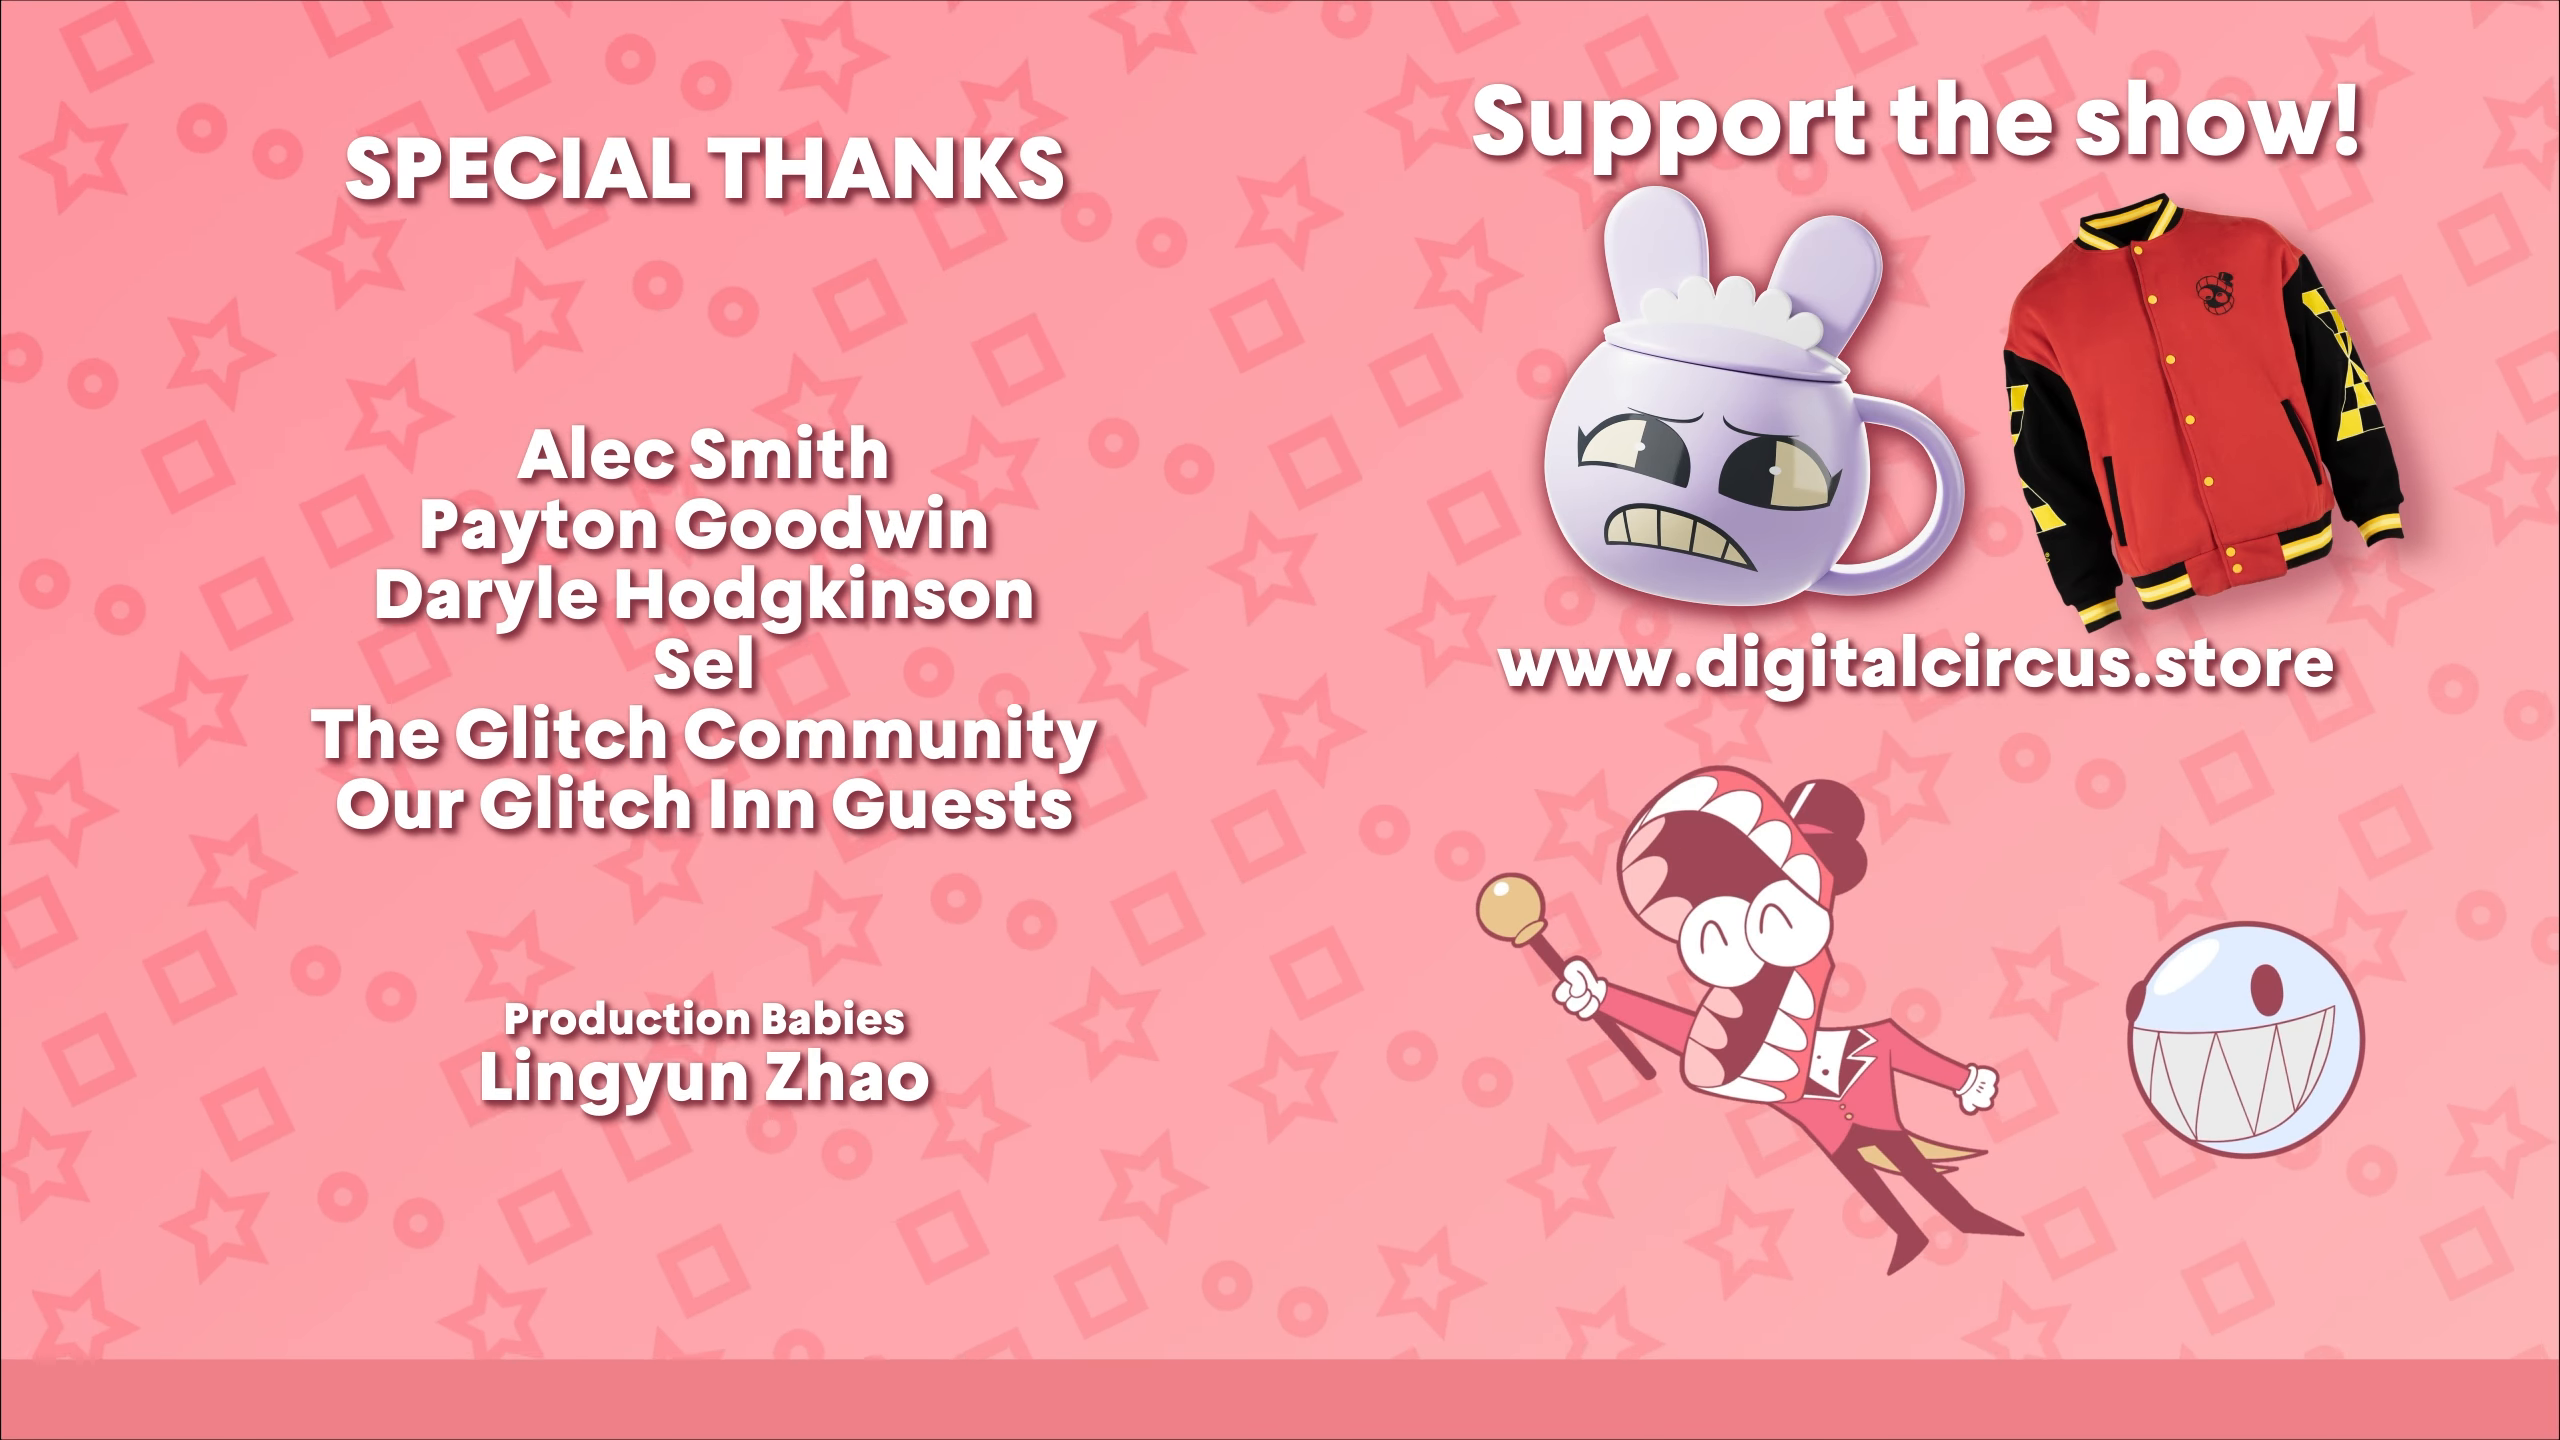 SPECIAL THANKS
Alec Smith
Payton Goodwin
Daryle Hodgkinson
Sel
The Glitch Community
Our Glitch Inn Guests
Production Babies
Lingyun Zhao
Support the show!
www.digitalcircus.store